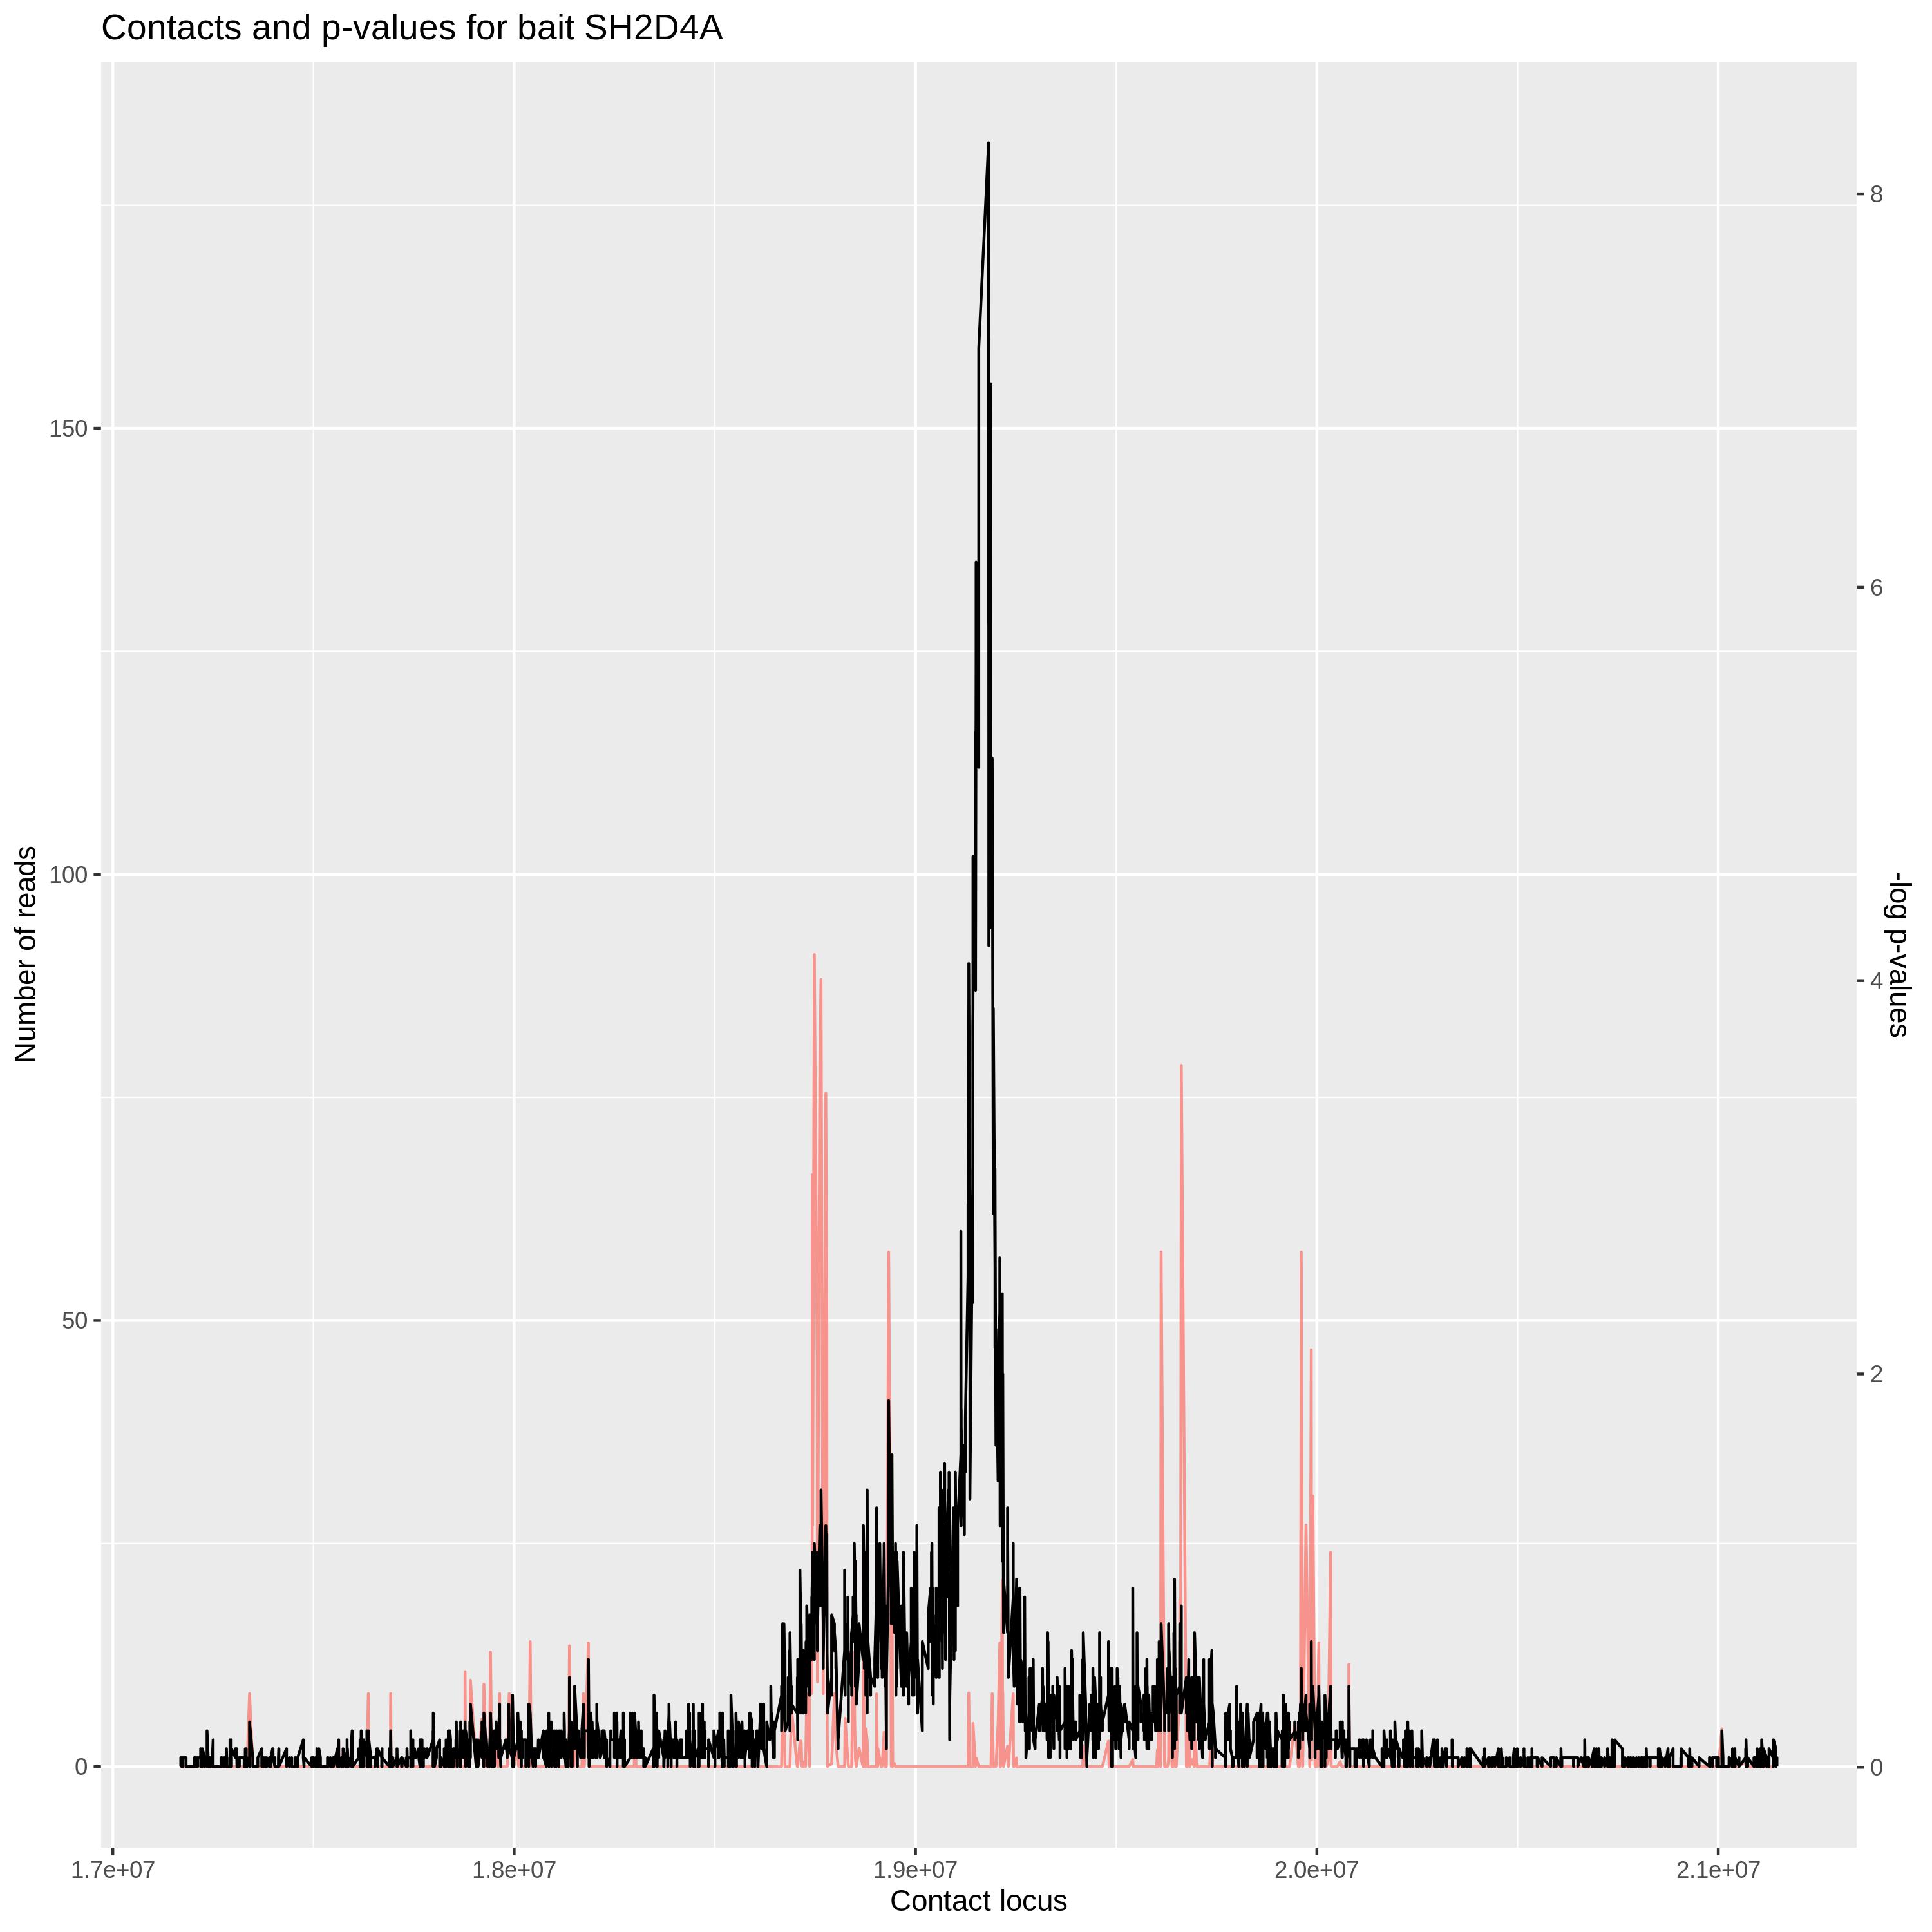 Contacts and p-values for bait SH2D4A
Number of reads
150
100
50
0
8
6
4
2
0
-log p-values
1.7e+07 1.8e+07 1.9e+07 2.0e+07 2.1e+07
Contact locus